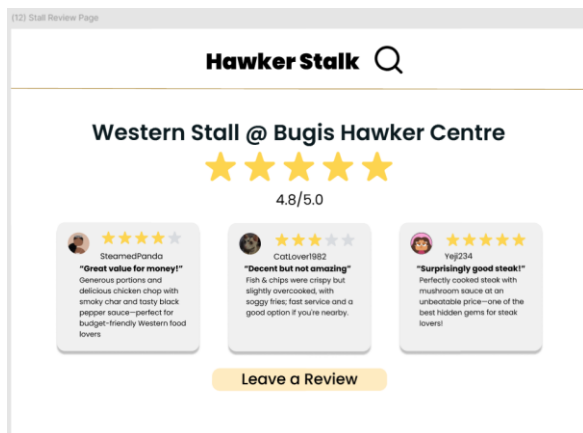 (12) Stall Review Page
Hawker Stalk
Western Stall @ Bugis Hawker Centre
4.8/5.0
SteamedPanda
“Great value for money!”
Generous portions and
delicious chicken chop with
smoky char and tasty black
pepper sauce—perfect for
budget-friendly Western food
lovers
CatLover1982
“Decent but not amazing”
Fish & chips were crispy but
slightly overcooked, with
soggy fries; fast service and a
good option if you're nearby.
Yeji234
“Surprisingly good steak!”
Perfectly cooked steak with
mushroom sauce at an
unbeatable price—one of the
best hidden gems for steak
lovers!
Leave a Review